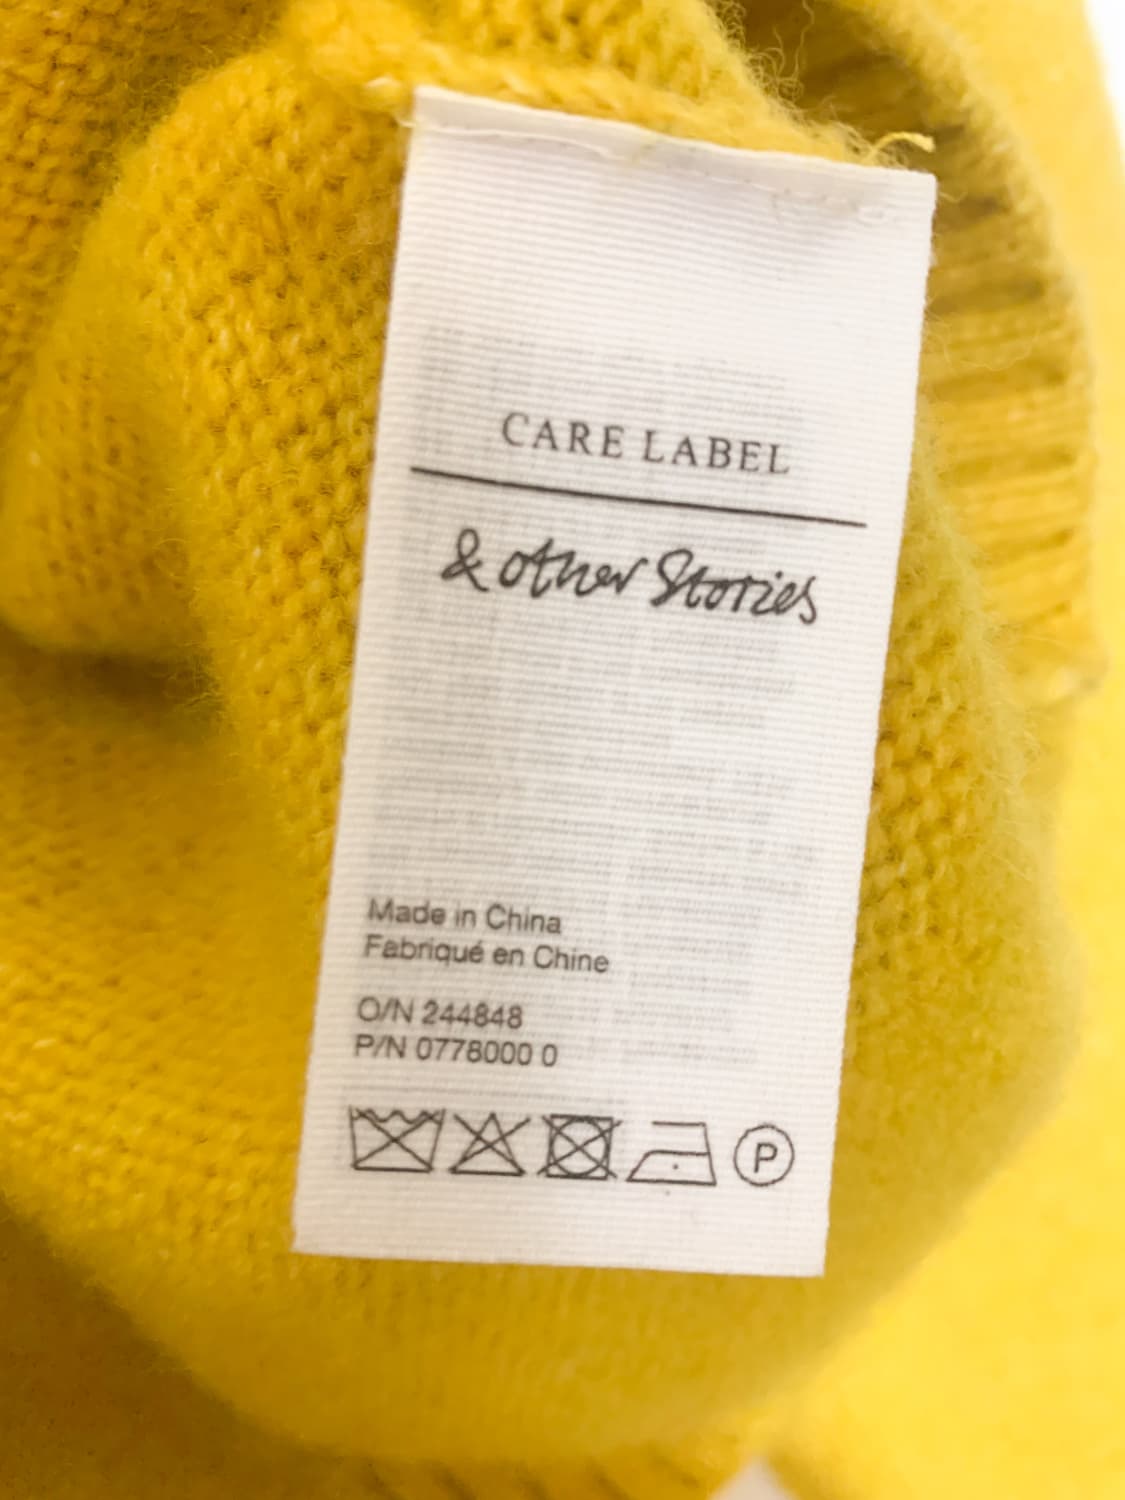 CARE LABEL
& other Stories
Made in China
Fabriqué en Chine
O/N 244848
P/N 0778000 0
P